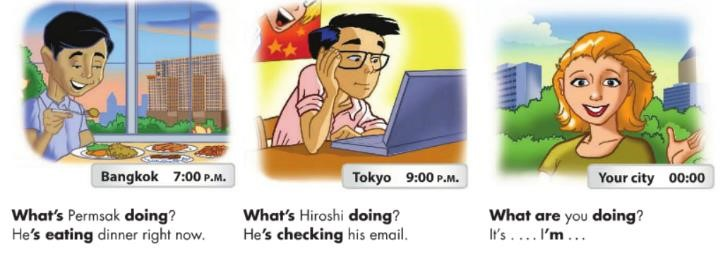 Bangkok 7:00 P.M.
Tokyo 9:00 P.M.
Your city 00:00
What's Permsak doing?
He's eating dinner right now.
What's Hiroshi doing?
He's checking his email.
What are you doing?
It's . . . . I'm . . .